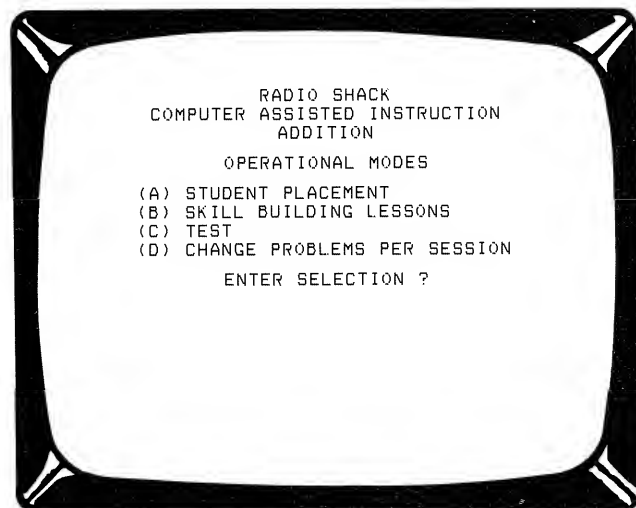 RADIO SHACK
COMPUTER ASSISTED INSTRUCTION
ADDITION
OPERATIONAL MODES
(A) STUDENT PLACEMENT
(B) SKILL BUILDING LESSONS
(C) TEST
(D) CHANGE PROBLEMS PER SESSION
ENTER SELECTION ?